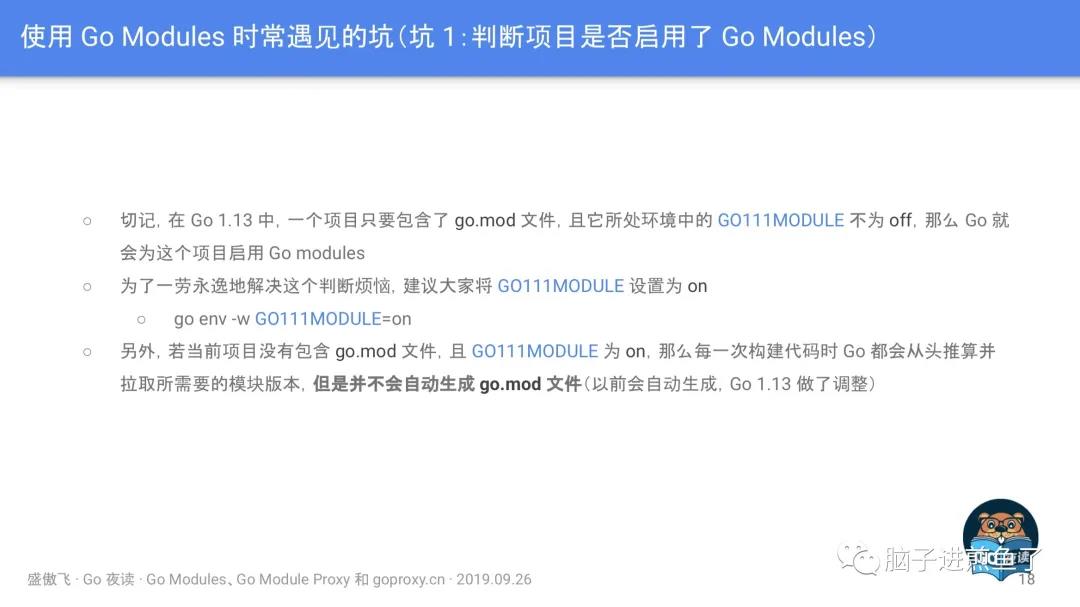 使用 Go Modules 时常遇见的坑（坑 1：判断项目是否启用了 Go Modules）
○ 切记，在 Go 1.13 中，一个项目只要包含了 go.mod 文件，且它所处环境中的 GO111MODULE 不为 off，那么 Go 就
会为这个项目启用 Go modules
○ 为了一劳永逸地解决这个判断烦恼，建议大家将 GO111MODULE 设置为 on
○ go env -w GO111MODULE=on
○ 另外，若当前项目没有包含 go.mod 文件，且 GO111MODULE 为 on，那么每一次构建代码时 Go 都会从头推算并
拉取所需要的模块版本，但是并不会自动生成 go.mod 文件（以前会自动生成，Go 1.13 做了调整）
脑子进煎鱼了
盛傲飞 · Go 夜读 · Go Modules、Go Module Proxy 和 goproxy.cn · 2019.09.26
18